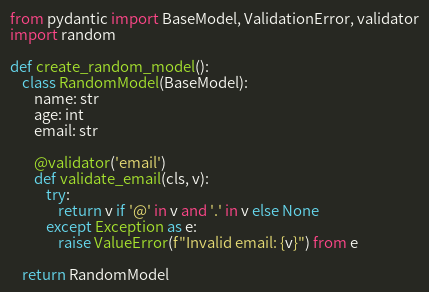 from pydantic import BaseModel, ValidationError, validator
import random

def create_random_model():
    class RandomModel(BaseModel):
        name: str
        age: int
        email: str

        @validator('email')
        def validate_email(cls, v):
            try:
                return v if '@' in v and '.' in v else None
            except Exception as e:
                raise ValueError(f"Invalid email: {v}") from e

    return RandomModel